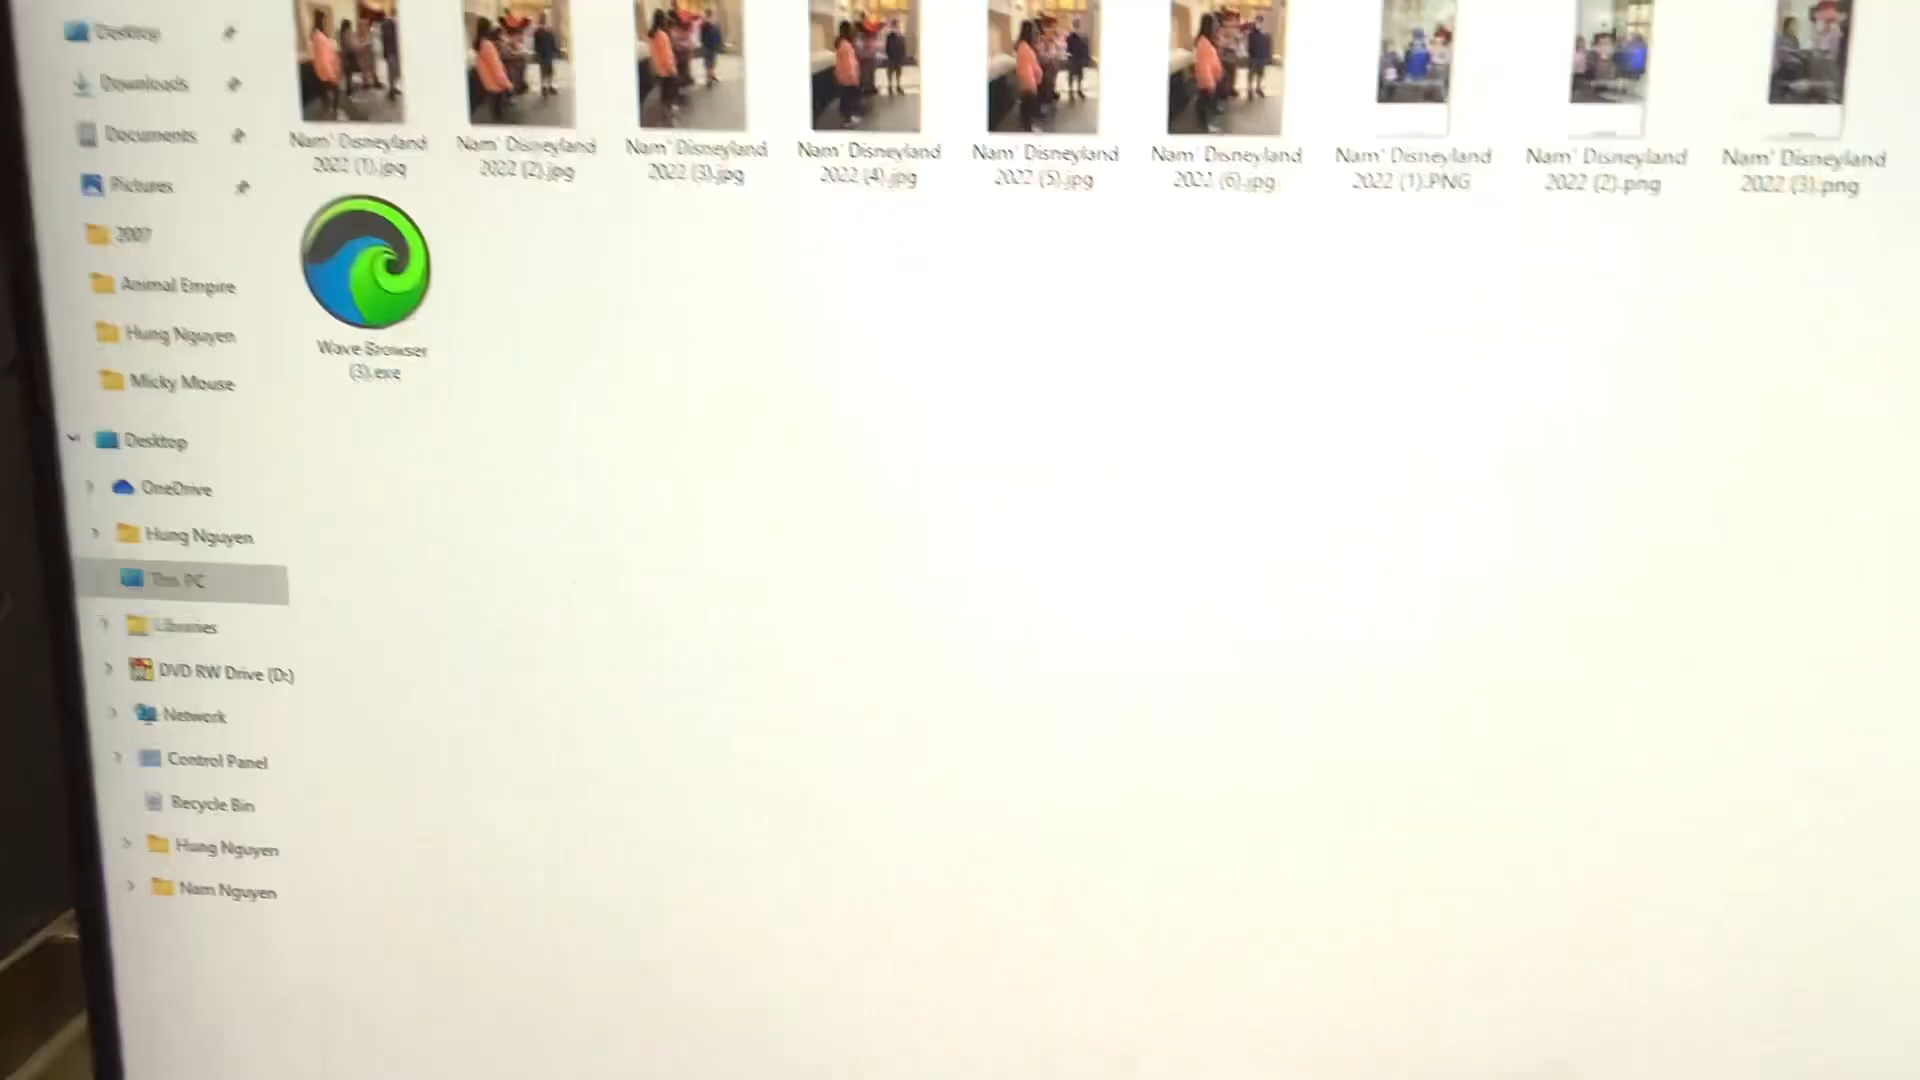 Desktop
Downloads
Documents
Pictures
2007
Animal Empire
Hung Nguyen
Micky Mouse
Desktop
OneDrive
Hung Nguyen
This PC
Libraries
DVD RW Drive (D:)
Network
Control Panel
Recycle Bin
Hung Nguyen
Nam Nguyen
Nam' Disneyland
2022 (1).jpg
Nam' Disneyland
2022 (2).jpg
Nam' Disneyland
2022 (3).jpg
Nam' Disneyland
2022 (4).jpg
Nam' Disneyland
2022 (5).jpg
Nam' Disneyland
2022 (6).jpg
Nam' Disneyland
2022 (1).PNG
Nam' Disneyland
2022 (2).png
Nam' Disneyland
2022 (3).png
Wave Browser
(3).exe